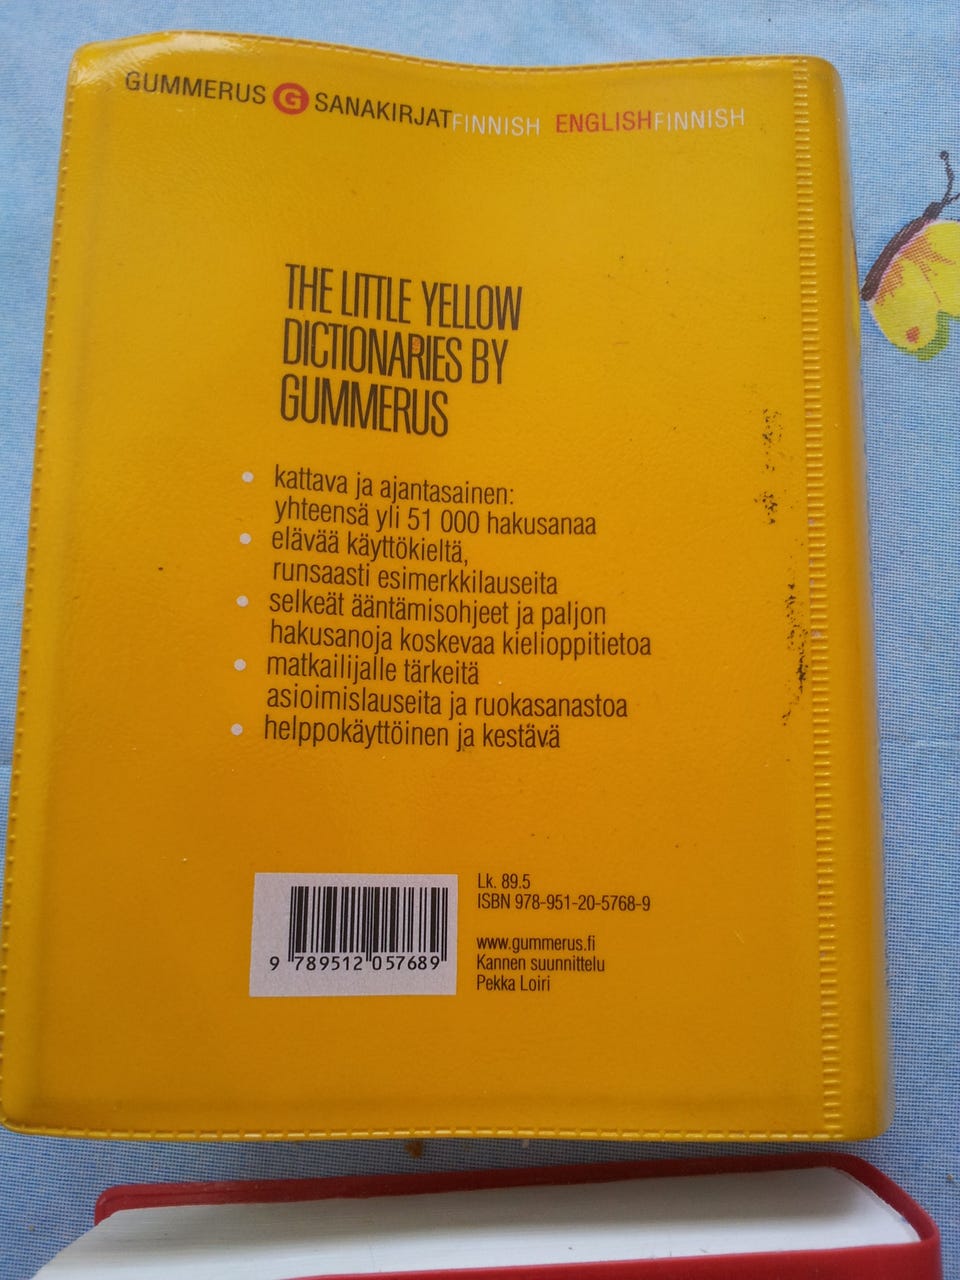 GUMMERUS G SANAKIRJAT FINNISH ENGLISH FINNISH
THE LITTLE YELLOW
DICTIONARIES BY
GUMMERUS
• kattava ja ajantasainen:
yhteensä yli 51 000 hakusanaa
• elävää käyttökieltä,
runsaasti esimerkkilauseita
• selkeät ääntämisohjeet ja paljon
hakusanoja koskevaa kielioppitietoa
• matkailijalle tärkeitä
asioimislauseita ja ruokasanastoa
• helppokäyttöinen ja kestävä
9 789512 057689
Lk. 89.5
ISBN 978-951-20-5768-9
www.gummerus.fi
Kannen suunnittelu
Pekka Loiri